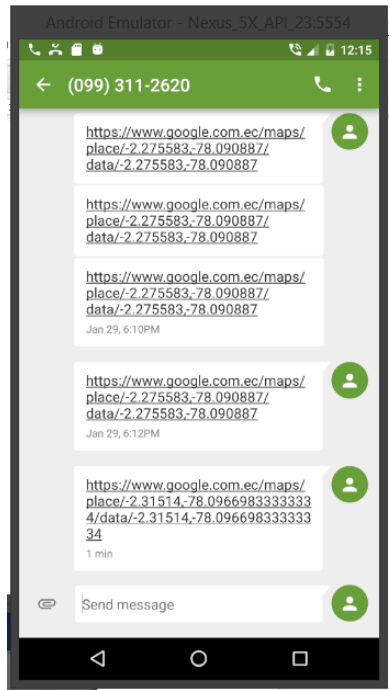 Android Emulator - Nexus_5X_API_23:5554
12:15
(099) 311-2620
https://www.google.com.ec/maps/
place/-2.275583,-78.090887/
data/-2.275583,-78.090887
https://www.google.com.ec/maps/
place/-2.275583,-78.090887/
data/-2.275583,-78.090887
https://www.google.com.ec/maps/
place/-2.275583,-78.090887/
data/-2.275583,-78.090887
Jan 29, 6:10PM
https://www.google.com.ec/maps/
place/-2.275583,-78.090887/
data/-2.275583,-78.090887
Jan 29, 6:12PM
https://www.google.com.ec/maps/
place/-2.31514,-78.0966983333333
4/data/-2.31514,-78.096698333333
34
1 min
Send message